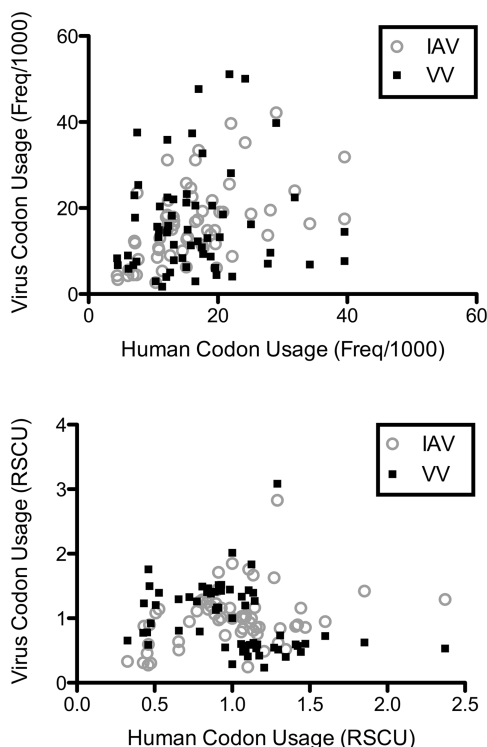 60
IAV
VV
40
20
0
0
20
40
60
Virus Codon Usage (Freq/1000)
Human Codon Usage (Freq/1000)
4
IAV
VV
3
2
1
0
0.0
0.5
1.0
1.5
2.0
2.5
Virus Codon Usage (RSCU)
Human Codon Usage (RSCU)